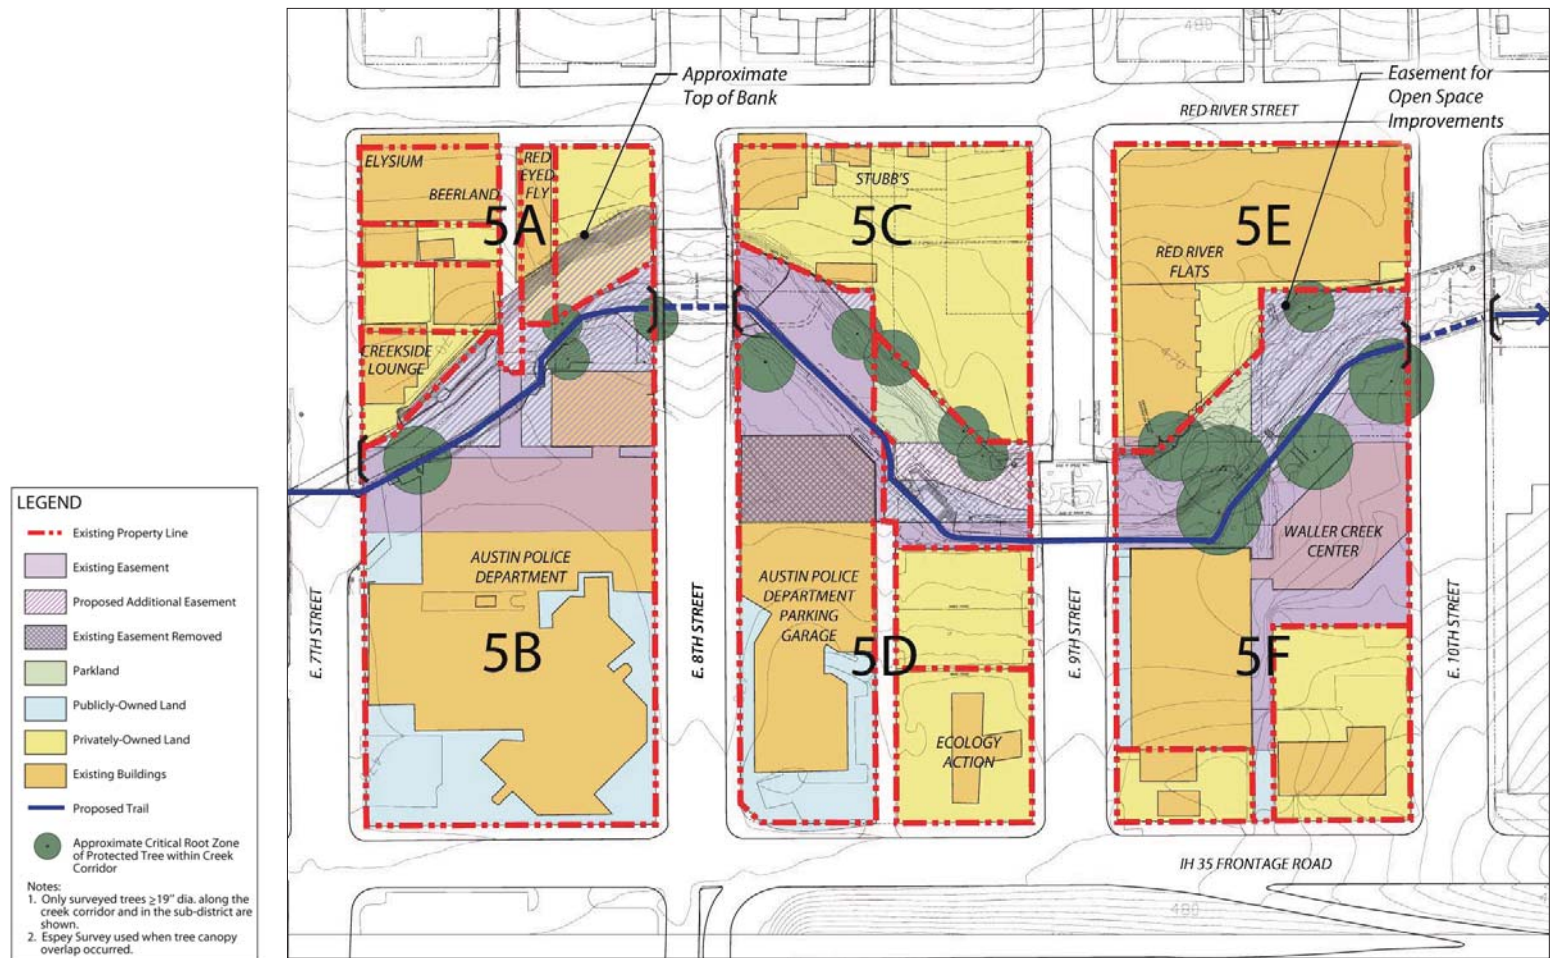 480
Approximate
Top of Bank
Easement for
Open Space
Improvements
RED RIVER STREET
ELYSIUM
RED
EYED
FLY
BEERLAND
5A
STUBB'S
5C
5E
RED RIVER
FLATS
470
CREEKSIDE
LOUNGE
AUSTIN POLICE
DEPARTMENT
5B
AUSTIN POLICE
DEPARTMENT
PARKING
GARAGE
5D
ECOLOGY
ACTION
WALLER CREEK
CENTER
5F
E. 7TH STREET
E. 8TH STREET
E. 9TH STREET
E. 10TH STREET
IH 35 FRONTAGE ROAD
480
LEGEND
Existing Property Line
Existing Easement
Proposed Additional Easement
Existing Easement Removed
Parkland
Publicly-Owned Land
Privately-Owned Land
Existing Buildings
Proposed Trail
Approximate Critical Root Zone
of Protected Tree within Creek
Corridor
Notes:
1. Only surveyed trees ≥19" dia. along the
creek corridor and in the sub-district are
shown.
2. Espey Survey used when tree canopy
overlap occurred.